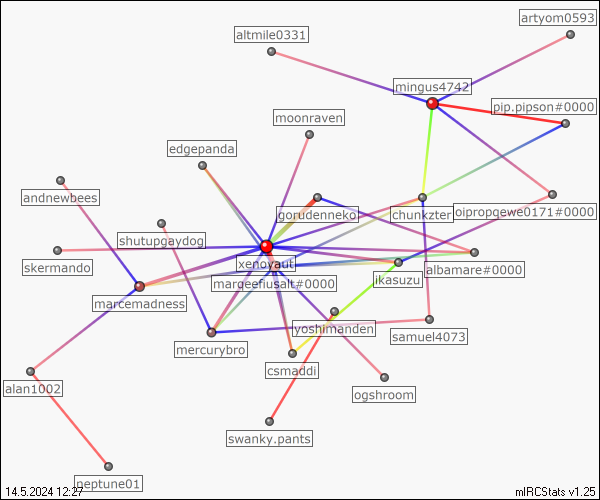 artyom0593
altmile0331
mingus4742
pip.pipson#0000
moonraven
edgepanda
andnewbees
gorudenneko
chunkzter
oipropqewe0171#0000
shutupgaydog
skermando
xenoyaut
albamare#0000
ikasuzu
marqeefiusalt#0000
marcemadness
yoshimanden
samuel4073
mercurybro
csmaddi
alan1002
ogshroom
swanky.pants
neptune01
14.5.2024 12:27
mIRCStats v1.25